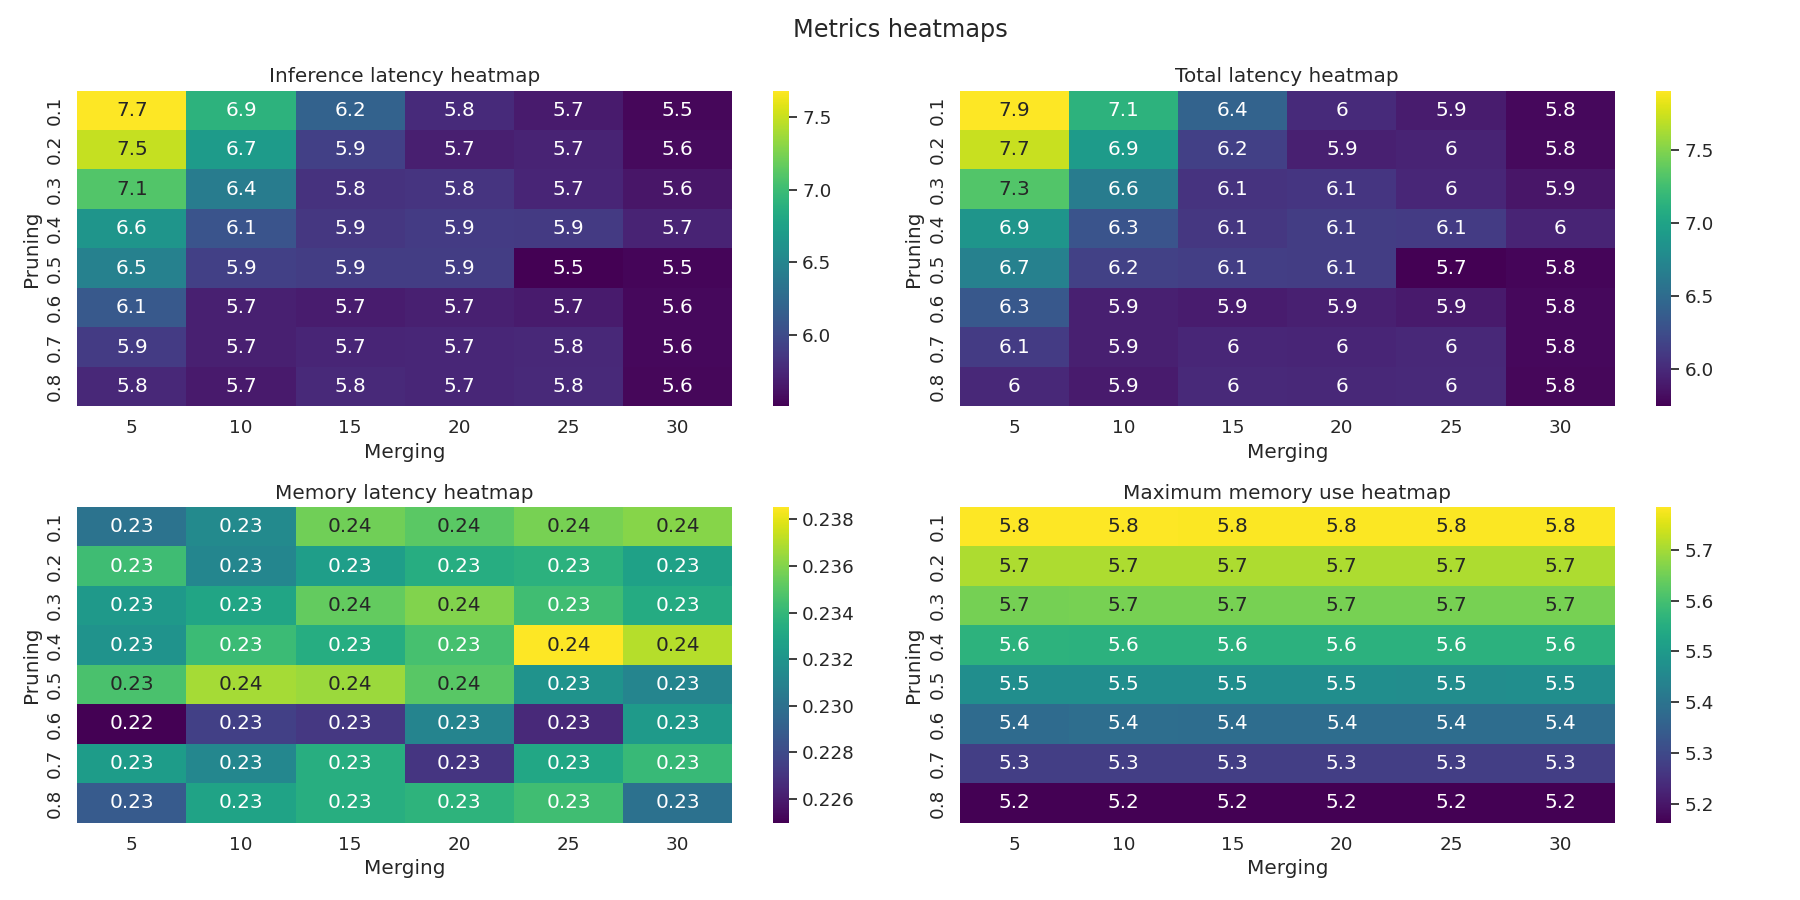 Metrics heatmaps
Inference latency heatmap
0.1 7.7 6.9 6.2 5.8 5.7 5.5
0.2 7.5 6.7 5.9 5.7 5.7 5.6
0.3 7.1 6.4 5.8 5.8 5.7 5.6
0.4 6.6 6.1 5.9 5.9 5.9 5.7
0.5 6.5 5.9 5.9 5.9 5.5 5.5
0.6 6.1 5.7 5.7 5.7 5.7 5.6
0.7 5.9 5.7 5.7 5.7 5.8 5.6
0.8 5.8 5.7 5.8 5.7 5.8 5.6
Pruning
5 10 15 20 25 30
Merging
7.5
7.0
6.5
6.0
Total latency heatmap
0.1 7.9 7.1 6.4 6 5.9 5.8
0.2 7.7 6.9 6.2 5.9 6 5.8
0.3 7.3 6.6 6.1 6.1 6 5.9
0.4 6.9 6.3 6.1 6.1 6.1 6
0.5 6.7 6.2 6.1 6.1 5.7 5.8
0.6 6.3 5.9 5.9 5.9 5.9 5.8
0.7 6.1 5.9 6 6 6 5.8
0.8 6 5.9 6 6 6 5.8
Pruning
5 10 15 20 25 30
Merging
7.5
7.0
6.5
6.0
Memory latency heatmap
0.1 0.23 0.23 0.24 0.24 0.24 0.24
0.2 0.23 0.23 0.23 0.23 0.23 0.23
0.3 0.23 0.23 0.24 0.24 0.23 0.23
0.4 0.23 0.23 0.23 0.23 0.24 0.24
0.5 0.23 0.24 0.24 0.24 0.23 0.23
0.6 0.22 0.23 0.23 0.23 0.23 0.23
0.7 0.23 0.23 0.23 0.23 0.23 0.23
0.8 0.23 0.23 0.23 0.23 0.23 0.23
Pruning
5 10 15 20 25 30
Merging
0.238
0.236
0.234
0.232
0.230
0.228
0.226
Maximum memory use heatmap
0.1 5.8 5.8 5.8 5.8 5.8 5.8
0.2 5.7 5.7 5.7 5.7 5.7 5.7
0.3 5.7 5.7 5.7 5.7 5.7 5.7
0.4 5.6 5.6 5.6 5.6 5.6 5.6
0.5 5.5 5.5 5.5 5.5 5.5 5.5
0.6 5.4 5.4 5.4 5.4 5.4 5.4
0.7 5.3 5.3 5.3 5.3 5.3 5.3
0.8 5.2 5.2 5.2 5.2 5.2 5.2
Pruning
5 10 15 20 25 30
Merging
5.7
5.6
5.5
5.4
5.3
5.2